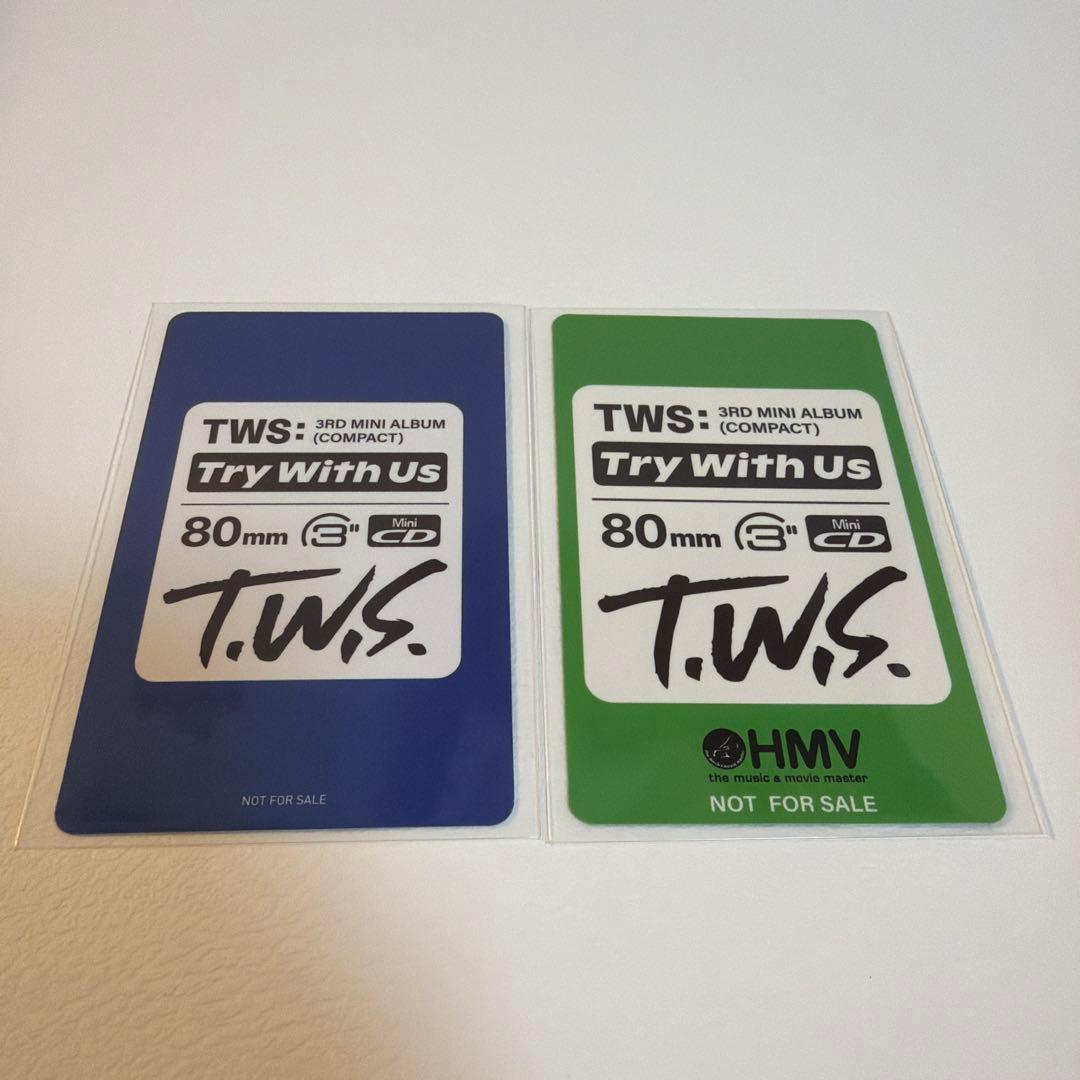 TWS: 3RD MINI ALBUM
(COMPACT)
Try With Us
80mm 3" Mini CD
T.W.S.
NOT FOR SALE
TWS: 3RD MINI ALBUM
(COMPACT)
Try With Us
80mm 3" Mini CD
T.W.S.
HMV
the music & movie master
NOT FOR SALE